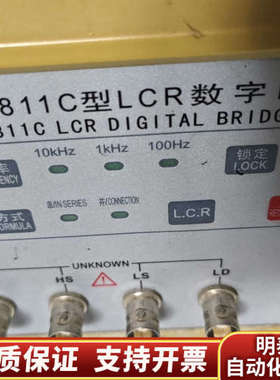 811C型LCR数字
811C LCR DIGITAL BRIDG
10kHz 1kHz 100Hz
率
ENCY
锁定
LOCK
方式
FORMULA
串/IN SERIES 并/CONNECTION
L.C.R
UNKNOWN
HS LS LD
质保证 支持开票
明
自动化